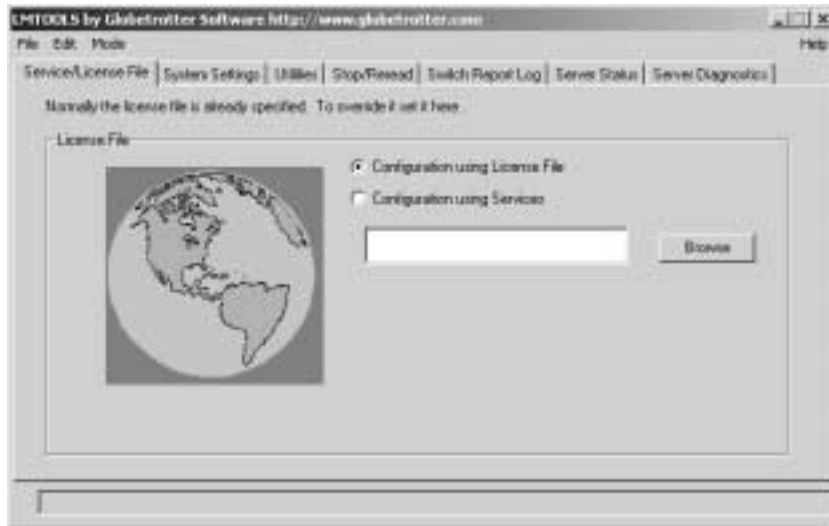 LMTOOLS by Globetrotter Software http://www.globetrotter.com
File Edit Mode Help
Service/License File System Settings Utilities Stop/Reread Switch Report Log Server Status Server Diagnostics
Normally the license file is already specified. To override it set it here.
License File
Configuration using License File
Configuration using Services
Browse